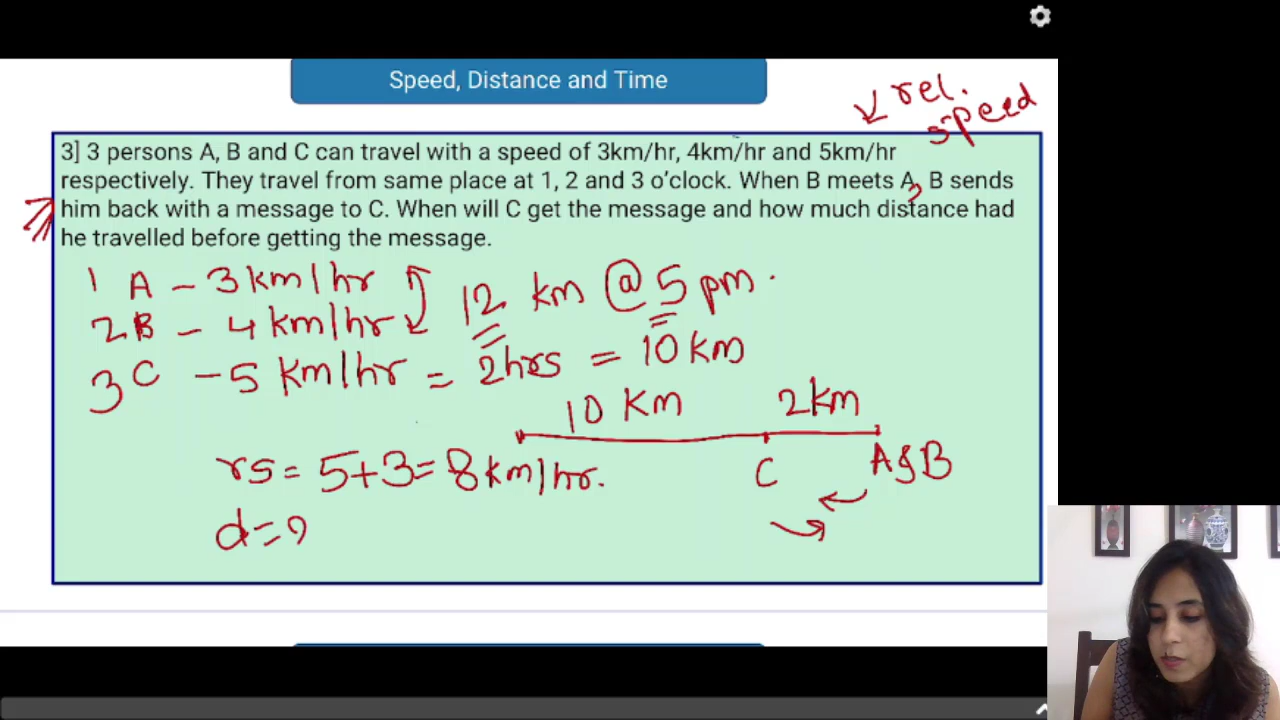 Speed, Distance and Time
rel.
speed
3] 3 persons A, B and C can travel with a speed of 3km/hr, 4km/hr and 5km/hr
respectively. They travel from same place at 1, 2 and 3 o’clock. When B meets A, B sends
him back with a message to C. When will C get the message and how much distance had
he travelled before getting the message.
1 A - 3 km/hr
2 B - 4 km/hr
12 km @ 5 pm.
3 C - 5 km/hr = 2hrs = 10 km
10 Km 2km
C A & B
rs = 5+3 = 8 km/hr.
d = 2